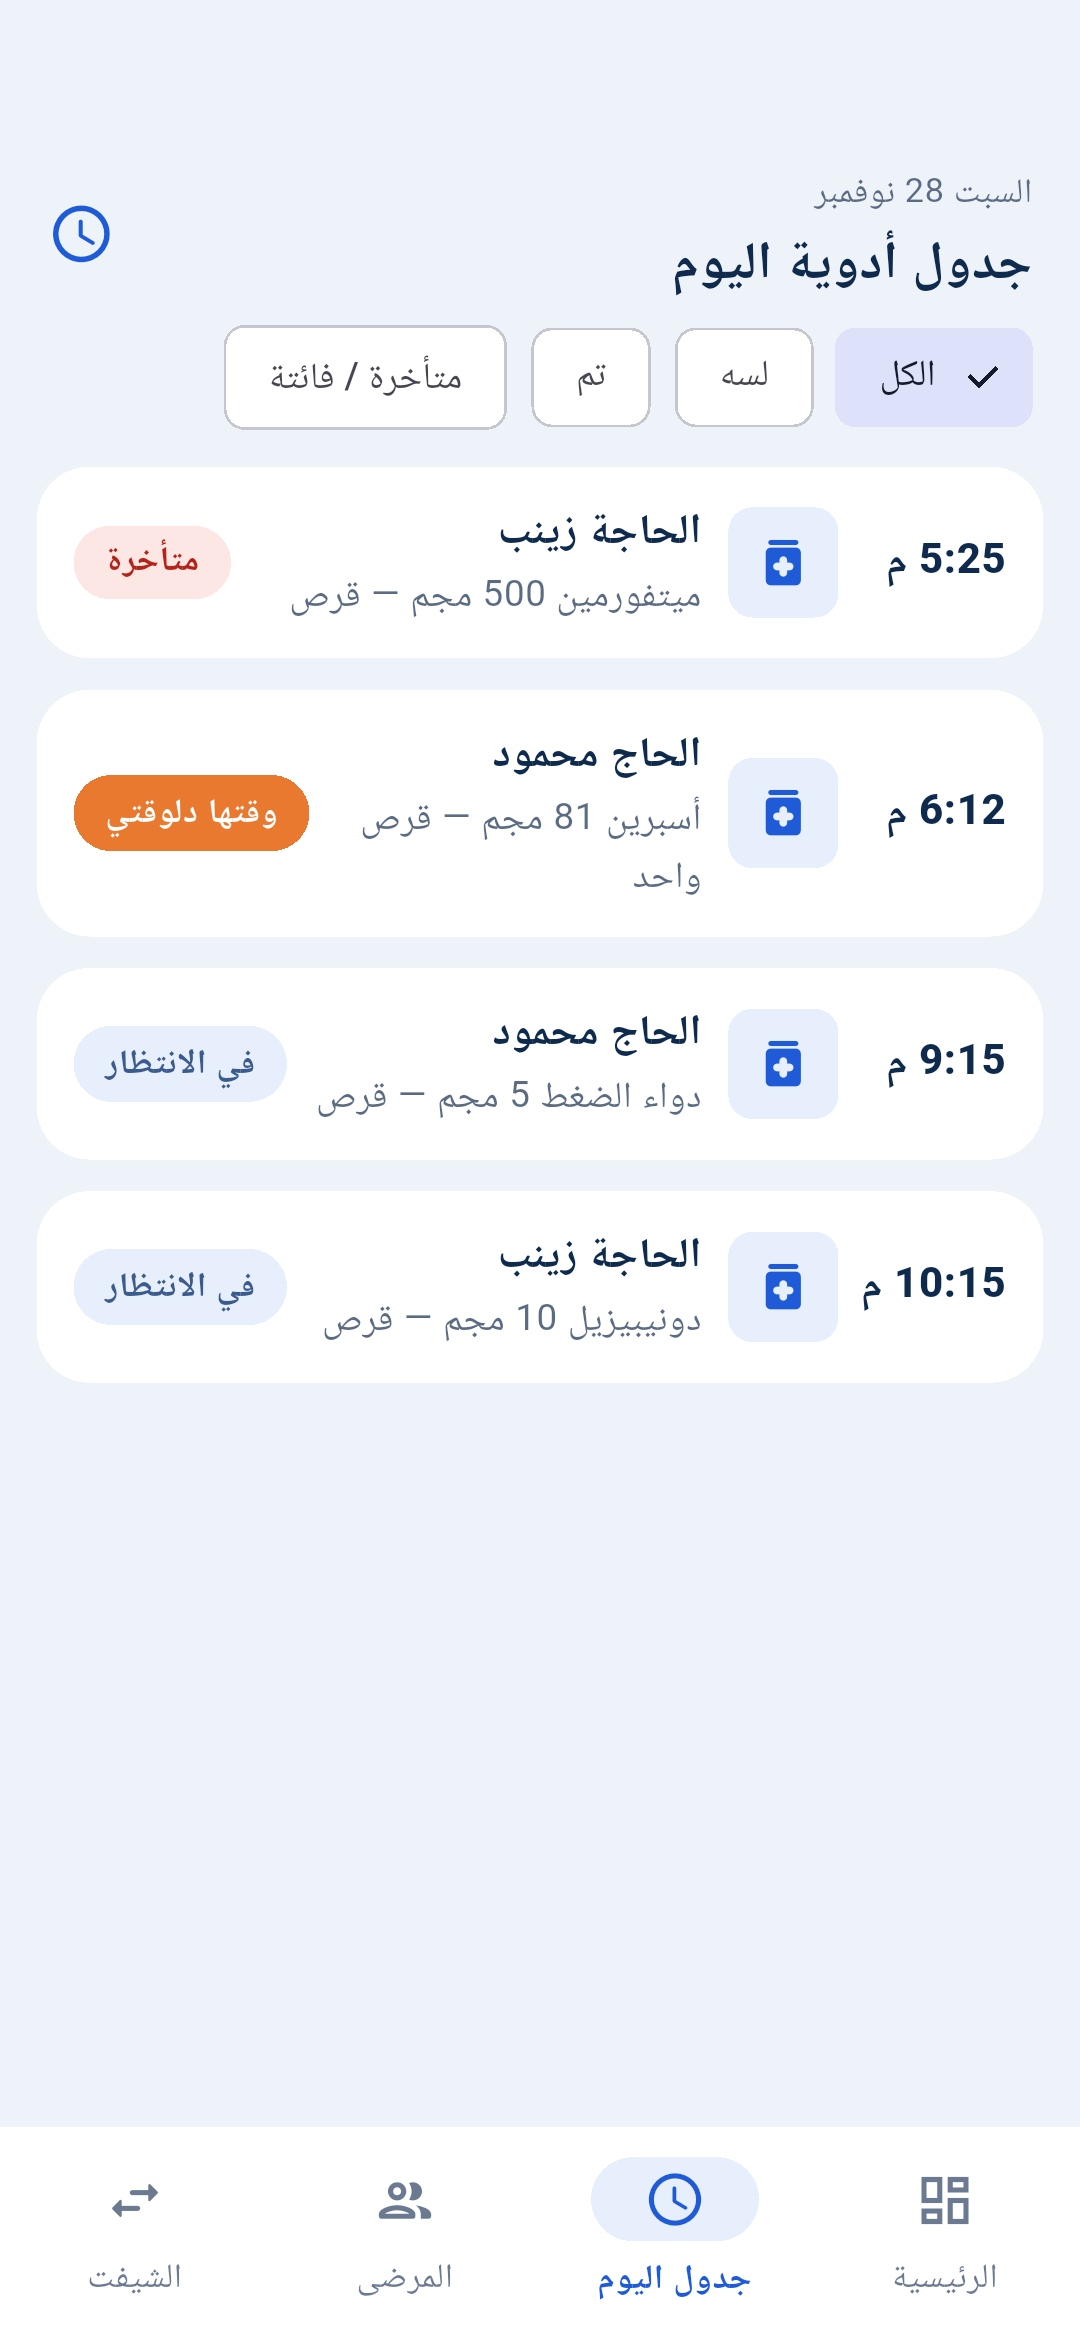 السبت 28 نوفمبر
جدول أدوية اليوم
الكل
لسه
تم
متأخرة / فائتة
5:25 م
الحاجة زينب
ميتفورمين 500 مجم — قرص
متأخرة
6:12 م
الحاج محمود
أسبرين 81 مجم — قرص
واحد
وقتها دلوقتي
9:15 م
الحاج محمود
دواء الضغط 5 مجم — قرص
في الانتظار
10:15 م
الحاجة زينب
دونيبيزيل 10 مجم — قرص
في الانتظار
الرئيسية
جدول اليوم
المرضى
الشيفت